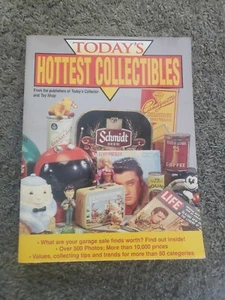 TODAY'S
HOTTEST COLLECTIBLES
From the publishers of Today's Collector
and Toy Shop
Schmidt
BEER
COFFEE
LIFE
- What are your garage sale finds worth? Find out inside!
- Over 500 Photos; More than 10,000 prices
- Values, collecting tips and trends for more than 80 categories